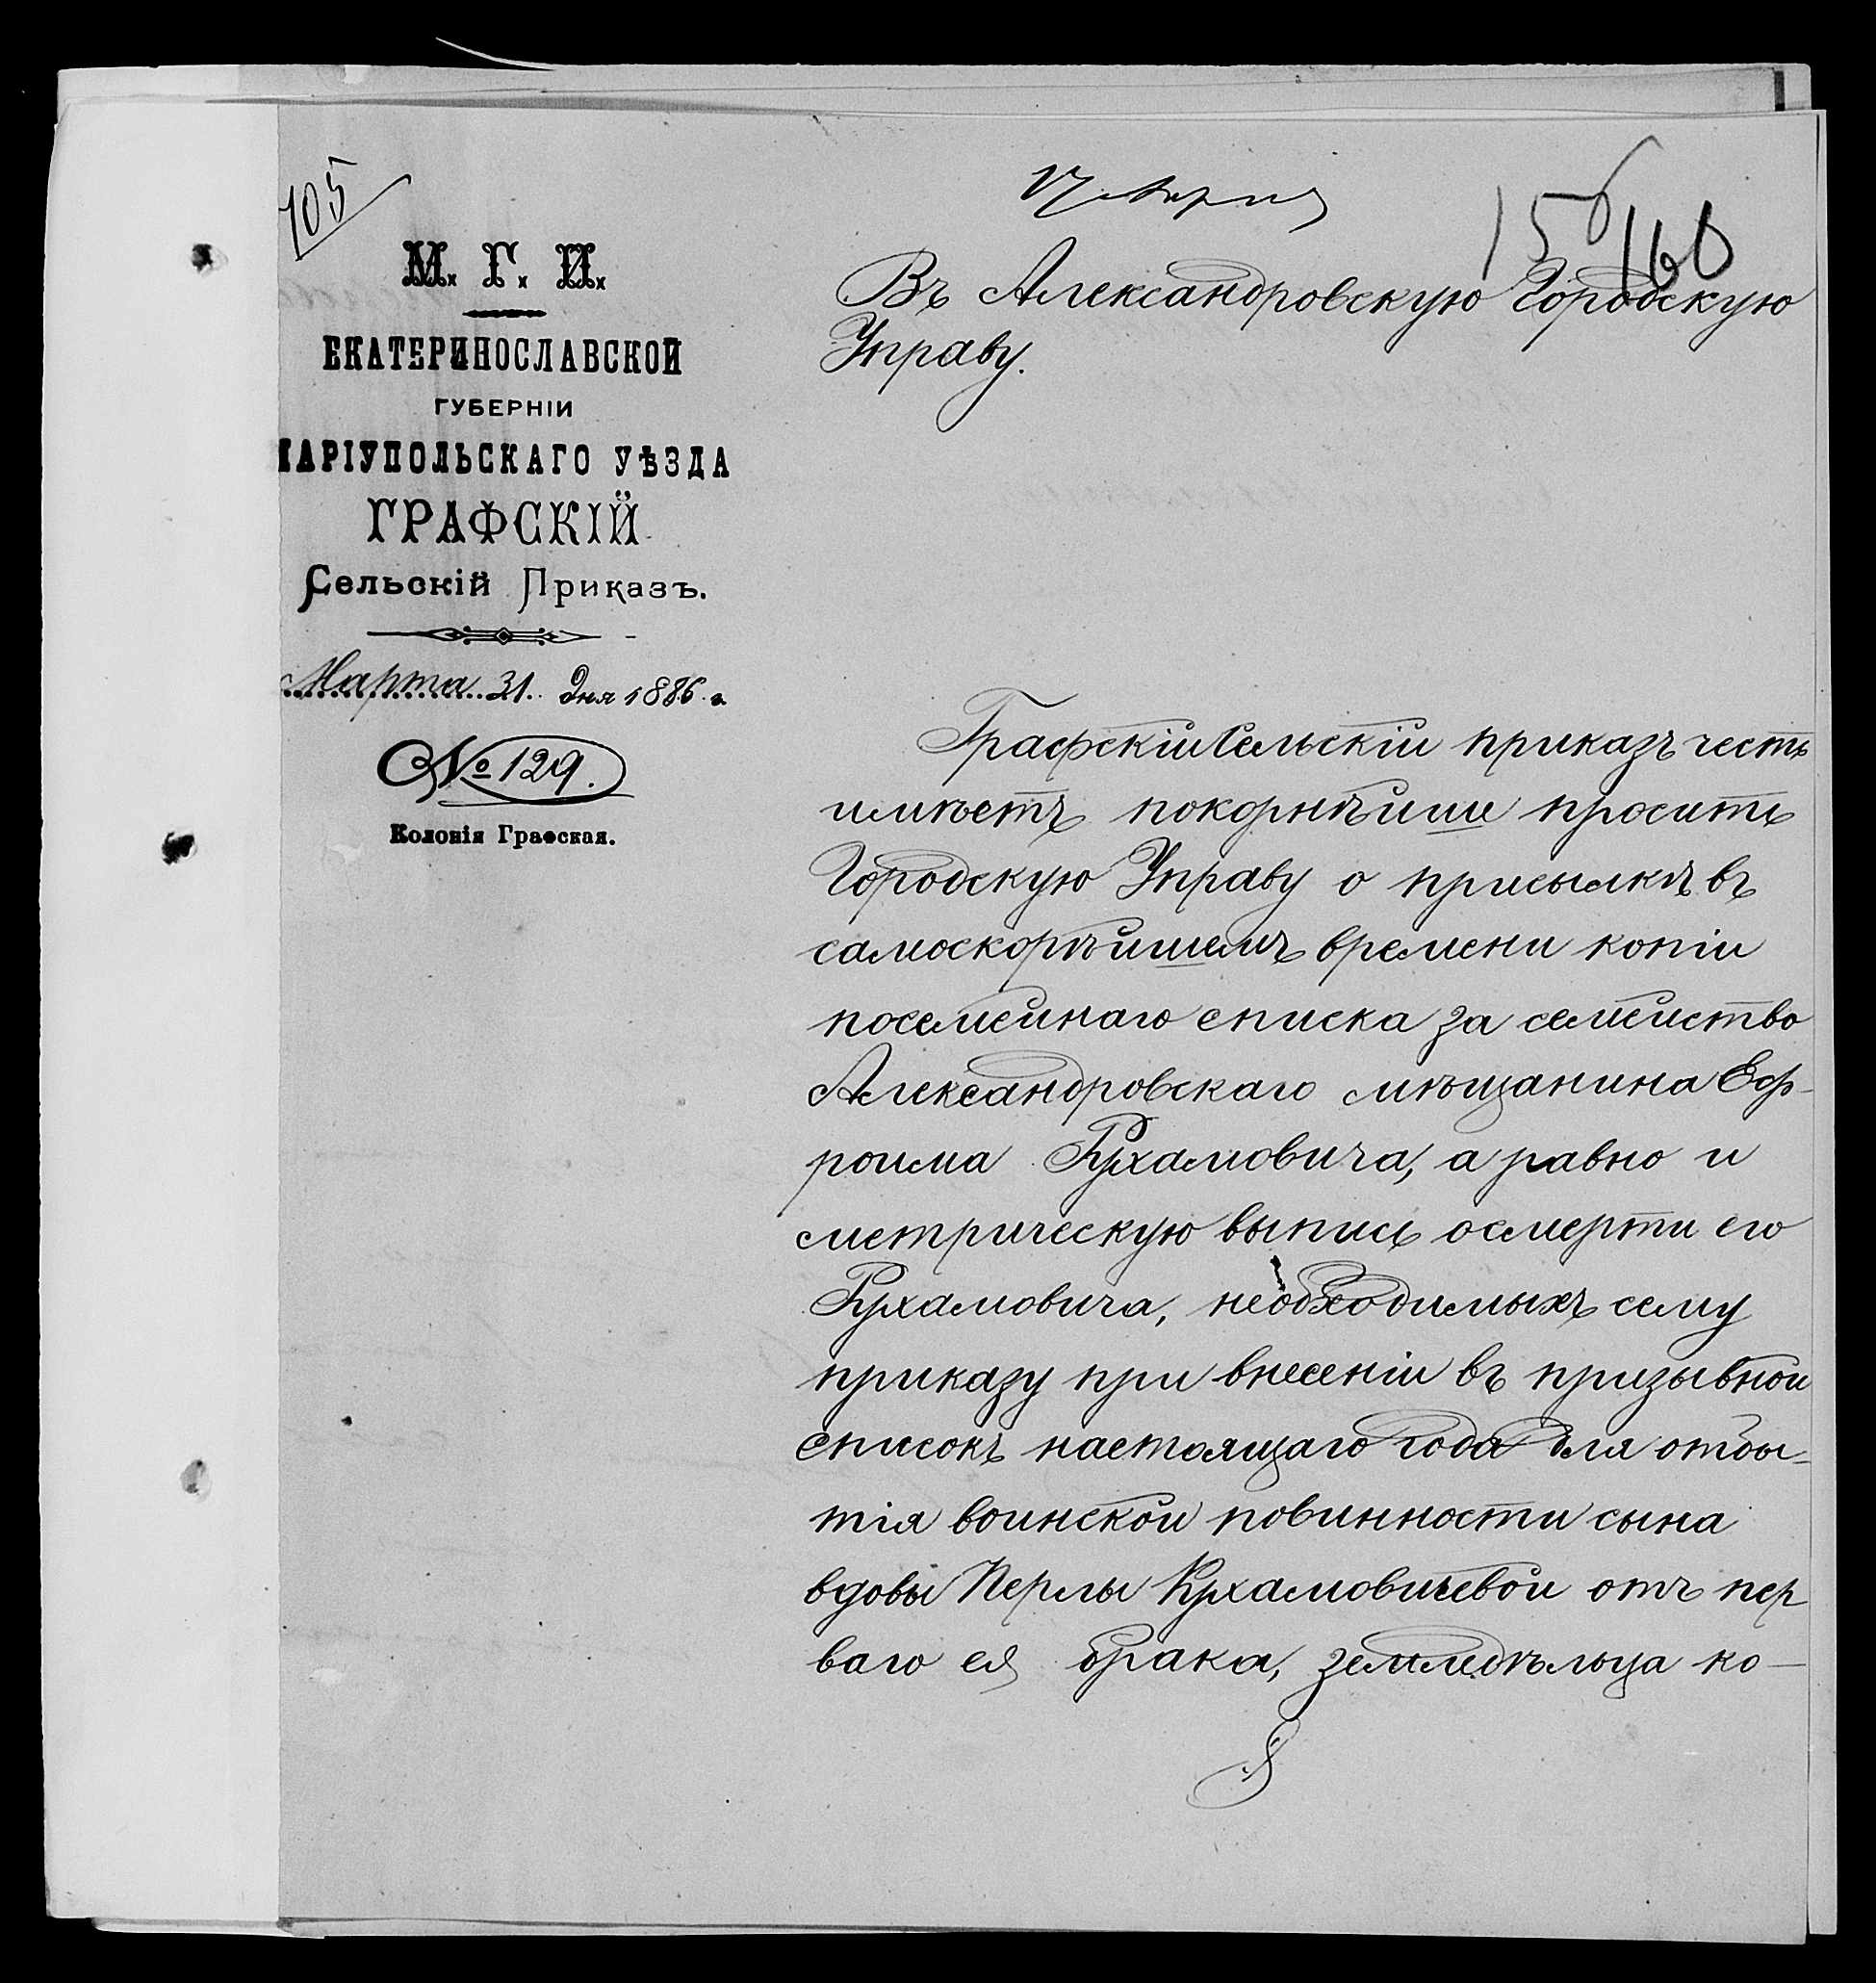 105
М. Г. И.
ЕКАТЕРИНОСЛАВСКОЙ
ГУБЕРНІИ
МАРІУПОЛЬСКАГО УѢЗДА
ГРАФСКІЙ
Сельскій Приказъ.
Марта 31. дня 1886 г.
№ 129.
Колонія Графская.
156 160
Въ Александровскую Городскую
Управу.
Графскій Сельскій приказъ честь
имѣетъ покорнѣйше просить
Городскую Управу о присылкѣ въ
самоскорѣйшемъ времени копіи
посемейнаго списка за семейство
Александровскаго мѣщанина Еф-
роима Рухамовича, а равно и
метрическую выпись о смерти его
Рухамовича, необходимыхъ сему
приказу при внесеніи въ призывной
списокъ настоящаго года для отбы-
тія воинской повинности сына
вдовы Перлы Рухамовичевой отъ пер
ваго ея брака, земледѣльца ко-